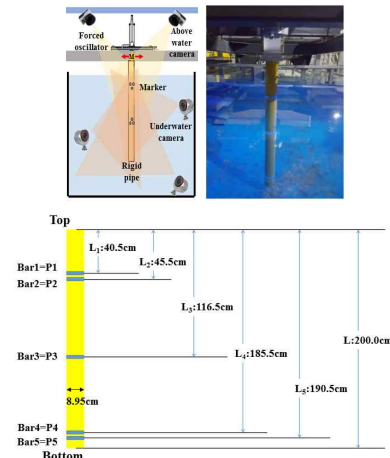 Forced
oscillator
Above
water
camera
M
Marker
Underwater
camera
Rigid
pipe
Top
L₁:40.5cm
L₂:45.5cm
Bar1=P1
Bar2=P2
L₃:116.5cm
L:200.0cm
Bar3=P3
L₄:185.5cm
L₅:190.5cm
8.95cm
Bar4=P4
Bar5=P5
Bottom